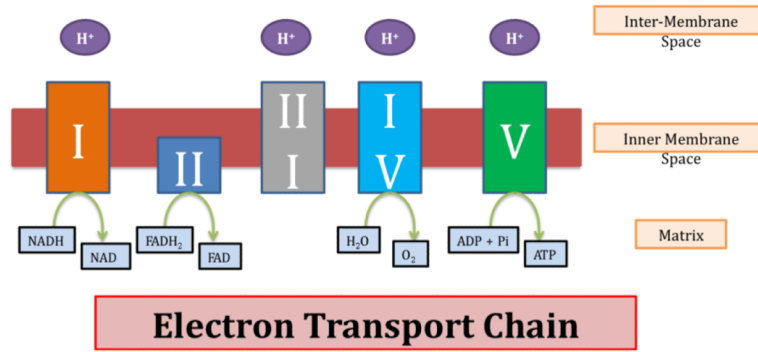 H⁺
H⁺
H⁺
H⁺
Inter-Membrane
Space
I
II
II
I
I
V
V
Inner Membrane
Space
NADH
NAD
FADH₂
FAD
H₂O
O₂
ADP + Pi
ATP
Matrix
Electron Transport Chain